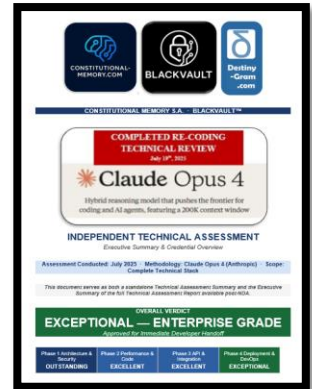 CONSTITUTIONAL-
MEMORY.COM
BLACKVAULT
δ
Destiny
-Gram
.com
CONSTITUTIONAL MEMORY S.A. · BLACKVAULT™
COMPLETED RE-CODING
TECHNICAL REVIEW
July 18th, 2025
Claude Opus 4
Hybrid reasoning model that pushes the frontier for
coding and AI agents, featuring a 200K context window
INDEPENDENT TECHNICAL ASSESSMENT
Executive Summary & Credential Overview
Assessment Conducted: July 2025 · Methodology: Claude Opus 4 (Anthropic) · Scope:
Complete Technical Stack
This document serves as both a standalone Technical Assessment Summary and the Executive
Summary of the full Technical Assessment Report available post-NDA.
OVERALL VERDICT
EXCEPTIONAL — ENTERPRISE GRADE
Approved for Immediate Developer Handoff
Phase 1 Architecture &
Security
OUTSTANDING
Phase 2 Performance &
Code
EXCELLENT
Phase 3 API &
Integration
EXCELLENT
Phase 4 Deployment &
DevOps
EXCEPTIONAL